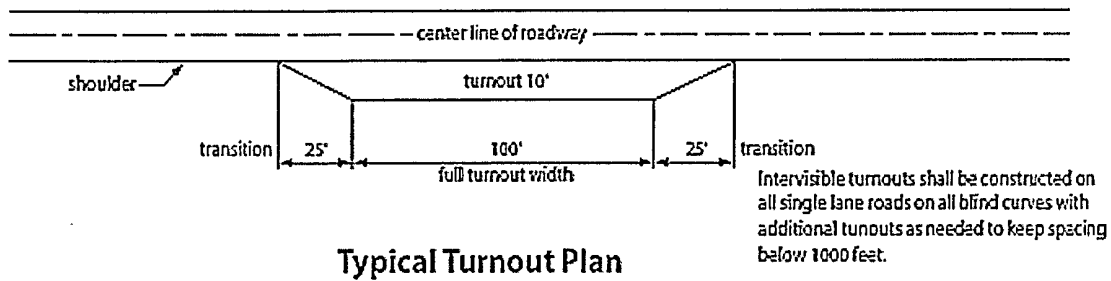 center line of roadway
shoulder
turnout 10'
transition 25' 100' 25' transition
full turnout width
Intervisible turnouts shall be constructed on
all single lane roads on all blind curves with
additional tunouts as needed to keep spacing
below 1000 feet.
Typical Turnout Plan